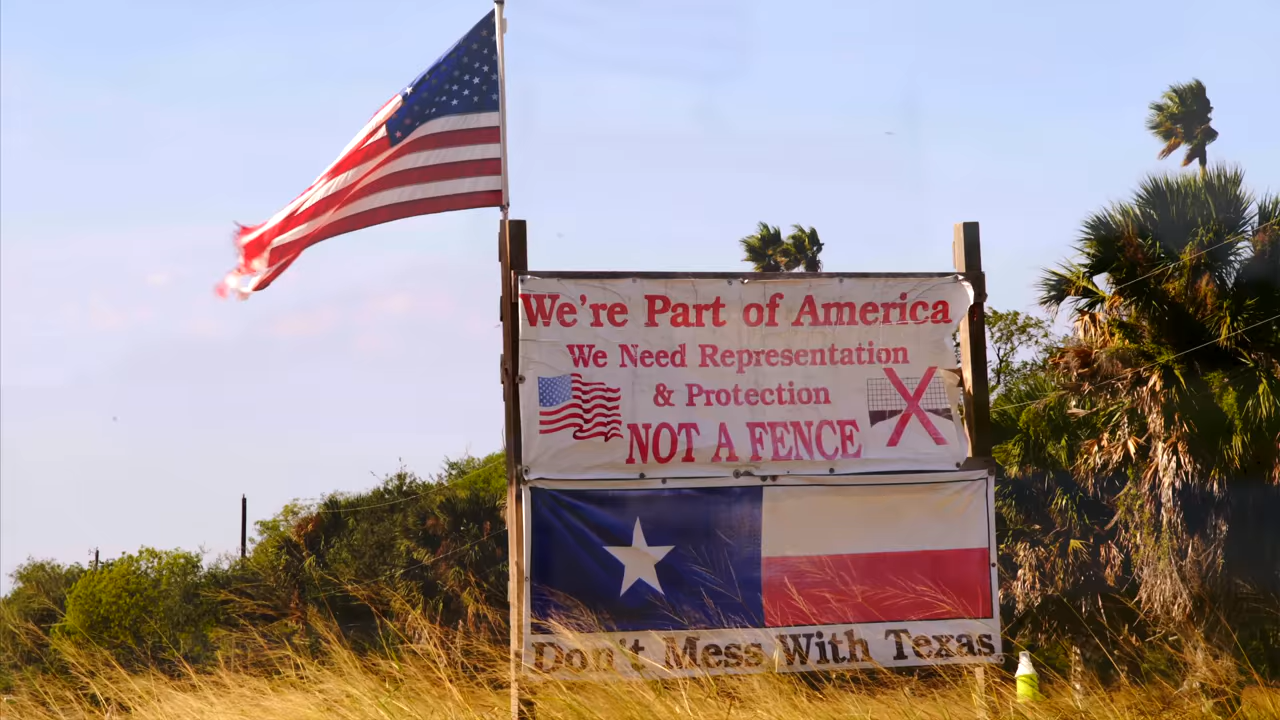 We're Part of America
We Need Representation
& Protection
NOT A FENCE
Don't Mess With Texas